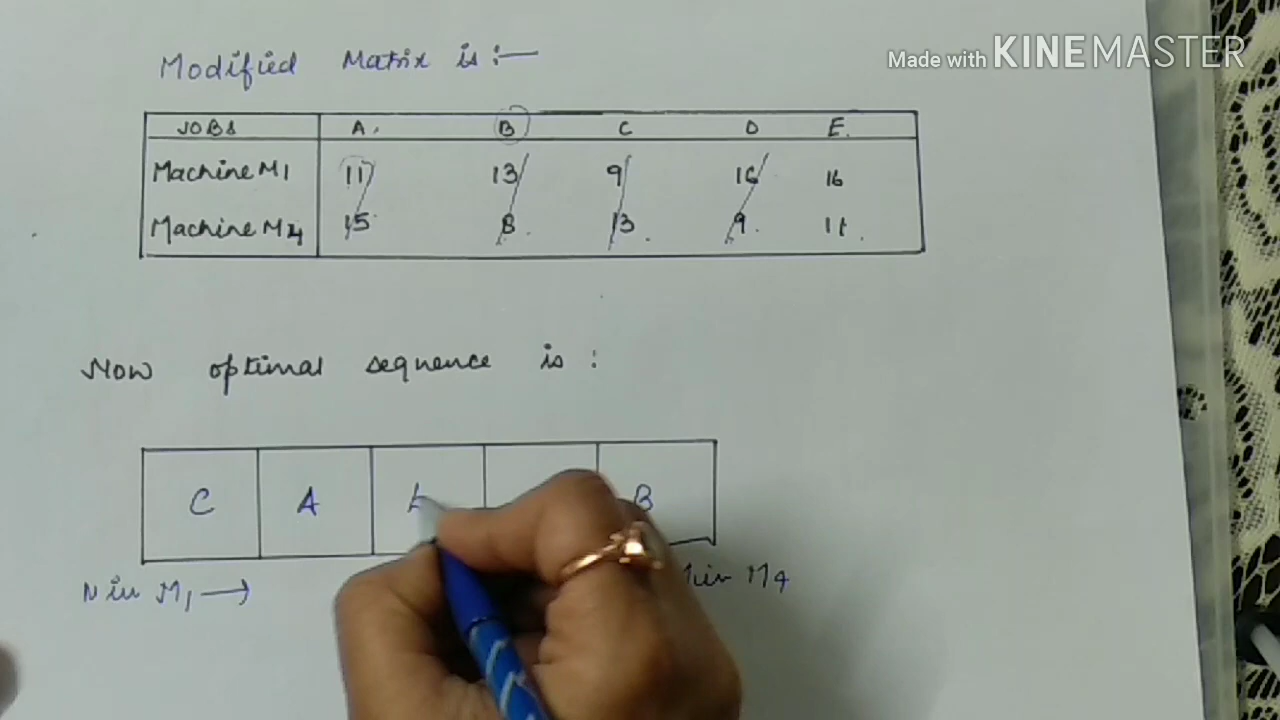 Made with KINEMASTER
Modified Matrix is :—
JOBS A. B C D E.
Machine M1 11 13 9 16 16
Machine M4 15 8. 13. 9. 11.
Now optimal sequence is :
C A E B
Min M1 → Min M4